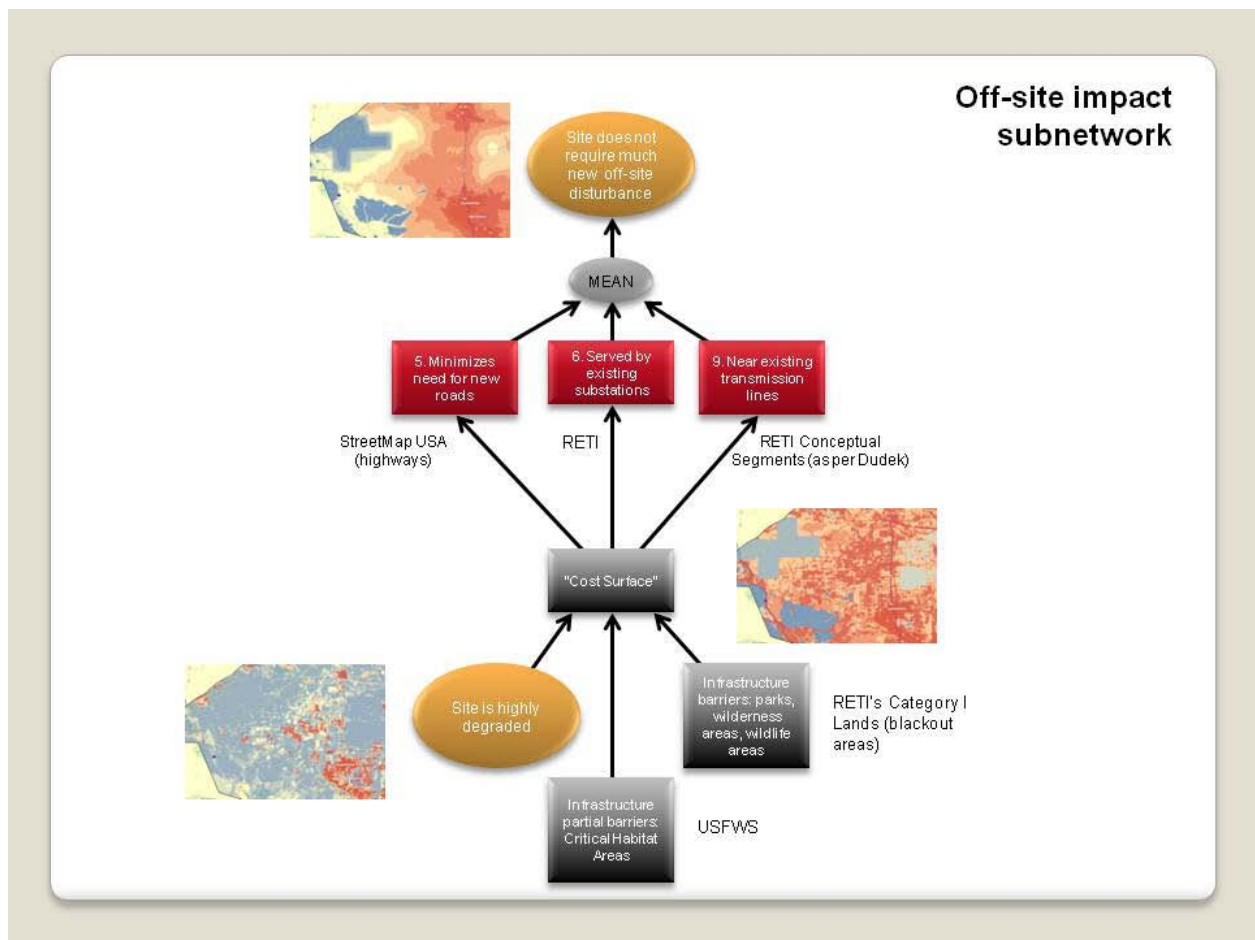 Off-site impact
subnetwork
Site does not
require much
new off-site
disturbance
MEAN
5. Minimizes
need for new
roads
6. Served by
existing
substations
9. Near existing
transmission
lines
StreetMap USA
(highways)
RETI
RETI Conceptual
Segments (as per Dudek)
"Cost Surface"
Site is highly
degraded
Infrastructure
barriers: parks,
wilderness
areas, wildlife
areas
RETI's Category I
Lands (blackout
areas)
Infrastructure
partial barriers:
Critical Habitat
Areas
USFWS